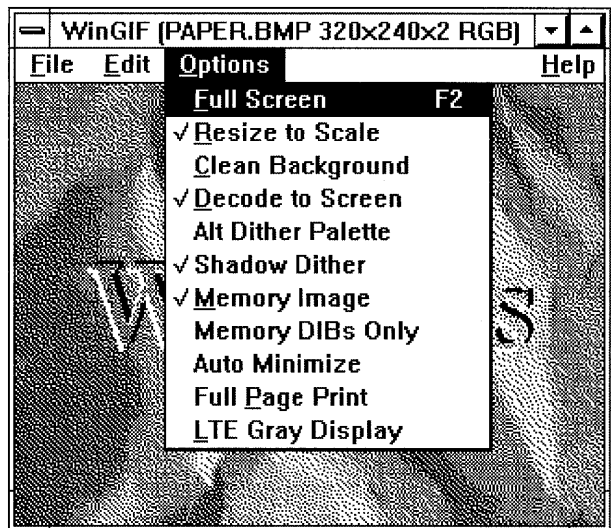 WinGIF (PAPER.BMP 320x240x2 RGB)
File Edit Options Help
Full Screen F2
√ Resize to Scale
Clean Background
√ Decode to Screen
Alt Dither Palette
√ Shadow Dither
√ Memory Image
Memory DIBs Only
Auto Minimize
Full Page Print
LTE Gray Display